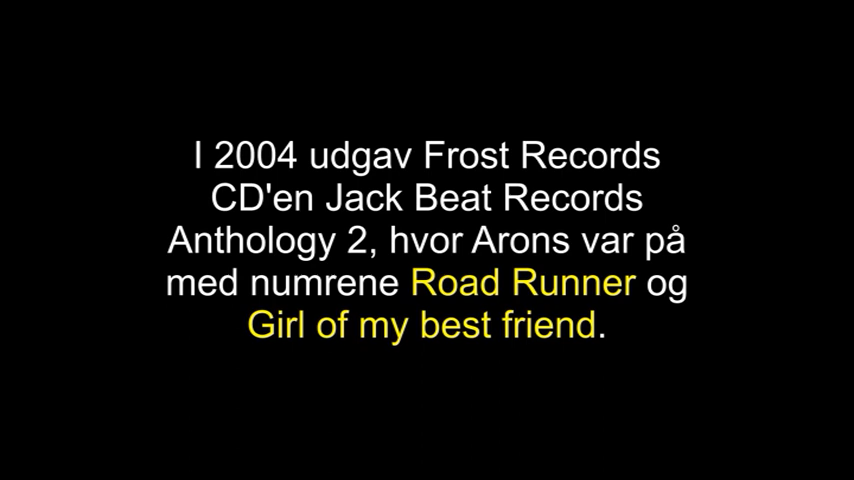 I 2004 udgav Frost Records
CD'en Jack Beat Records
Anthology 2, hvor Arons var på
med numrene Road Runner og
Girl of my best friend.